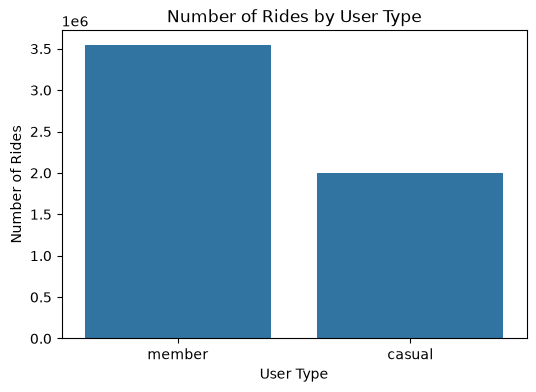 Number of Rides by User Type
1e6
Number of Rides
3.5
3.0
2.5
2.0
1.5
1.0
0.5
0.0
member casual
User Type